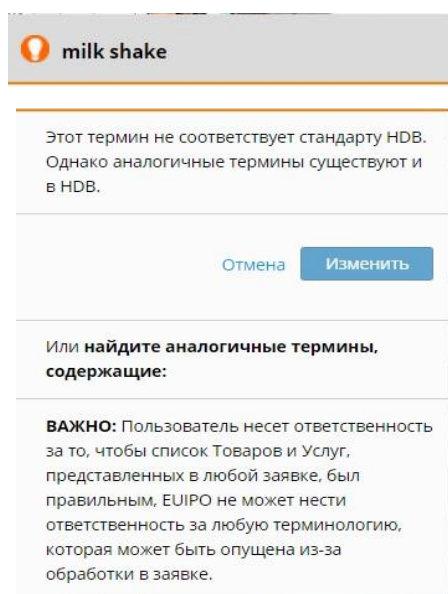 milk shake
Этот термин не соответствует стандарту HDB.
Однако аналогичные термины существуют и
в HDB.
Отмена Изменить
Или найдите аналогичные термины,
содержащие:
ВАЖНО: Пользователь несет ответственность
за то, чтобы список Товаров и Услуг,
представленных в любой заявке, был
правильным, EUIPO не может нести
ответственность за любую терминологию,
которая может быть опущена из-за
обработки в заявке.